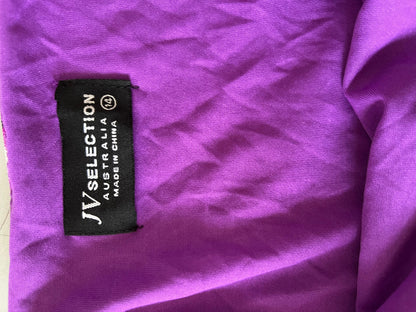 JV SELECTION
AUSTRALIA 14
MADE IN CHINA